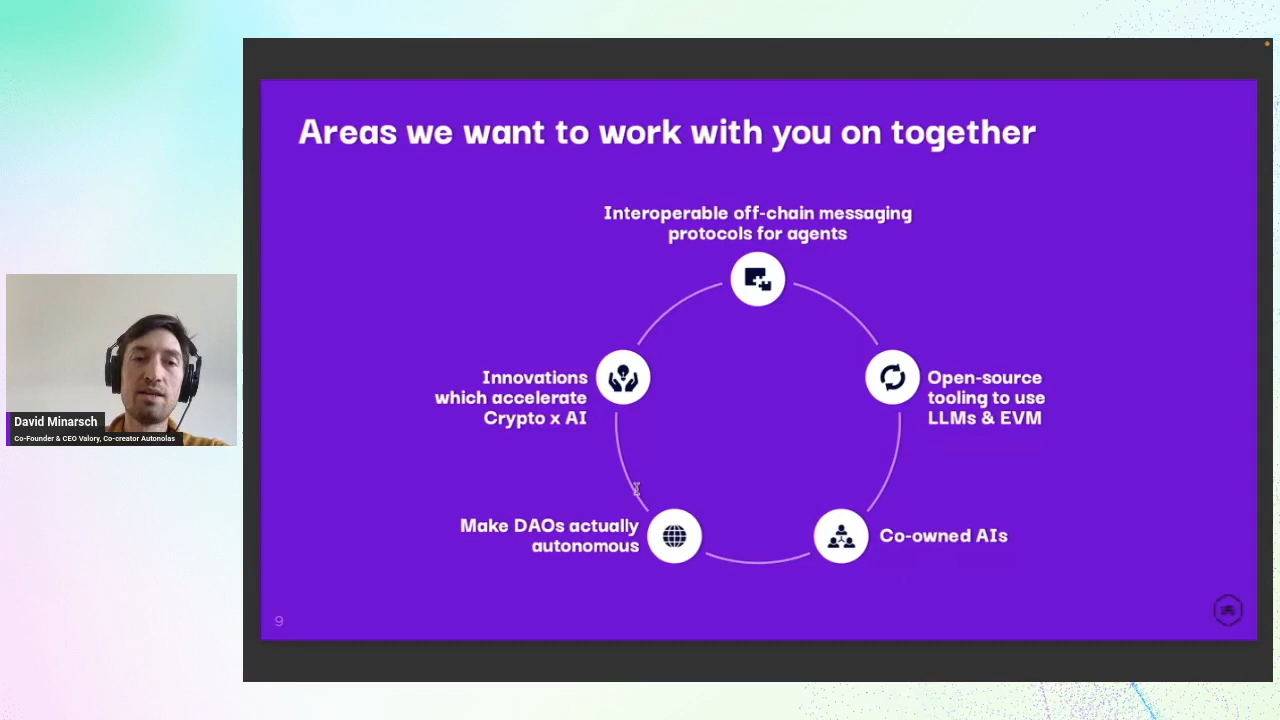 Areas we want to work with you on together
Interoperable off-chain messaging
protocols for agents
Innovations
which accelerate
Crypto x AI
Open-source
tooling to use
LLMs & EVM
Make DAOs actually
autonomous
Co-owned AIs
9
David Minarsch
Co-Founder & CEO Valory, Co-creator Autonolas